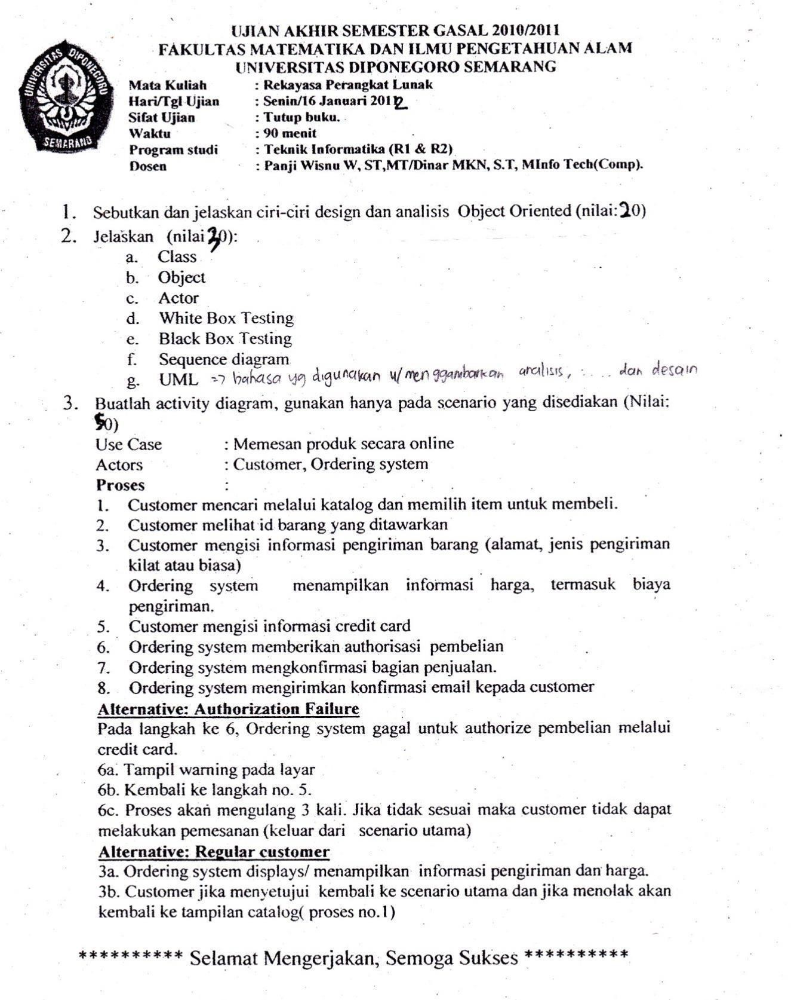 UNIVERSITAS DIPONEGORO
SEMARANG
UJIAN AKHIR SEMESTER GASAL 2010/2011
FAKULTAS MATEMATIKA DAN ILMU PENGETAHUAN ALAM
UNIVERSITAS DIPONEGORO SEMARANG
Mata Kuliah : Rekayasa Perangkat Lunak
Hari/Tgl Ujian : Senin/16 Januari 2012
Sifat Ujian : Tutup buku.
Waktu : 90 menit
Program studi : Teknik Informatika (R1 & R2)
Dosen : Panji Wisnu W, ST,MT/Dinar MKN, S.T, MInfo Tech(Comp).
1. Sebutkan dan jelaskan ciri-ciri design dan analisis Object Oriented (nilai:20)
2. Jelaskan (nilai 30):
a. Class
b. Object
c. Actor
d. White Box Testing
e. Black Box Testing
f. Sequence diagram
g. UML => bahasa yg digunakan u/ menggambarkan analisis, .... dan desain
3. Buatlah activity diagram, gunakan hanya pada scenario yang disediakan (Nilai:
50)
Use Case : Memesan produk secara online
Actors : Customer, Ordering system
Proses :
1. Customer mencari melalui katalog dan memilih item untuk membeli.
2. Customer melihat id barang yang ditawarkan
3. Customer mengisi informasi pengiriman barang (alamat, jenis pengiriman
kilat atau biasa)
4. Ordering system menampilkan informasi harga, termasuk biaya
pengiriman.
5. Customer mengisi informasi credit card
6. Ordering system memberikan authorisasi pembelian
7. Ordering system mengkonfirmasi bagian penjualan.
8. Ordering system mengirimkan konfirmasi email kepada customer
Alternative: Authorization Failure
Pada langkah ke 6, Ordering system gagal untuk authorize pembelian melalui
credit card.
6a. Tampil warning pada layar
6b. Kembali ke langkah no. 5.
6c. Proses akan mengulang 3 kali. Jika tidak sesuai maka customer tidak dapat
melakukan pemesanan (keluar dari scenario utama)
Alternative: Regular customer
3a. Ordering system displays/ menampilkan informasi pengiriman dan harga.
3b. Customer jika menyetujui kembali ke scenario utama dan jika menolak akan
kembali ke tampilan catalog( proses no.1)
********** Selamat Mengerjakan, Semoga Sukses **********